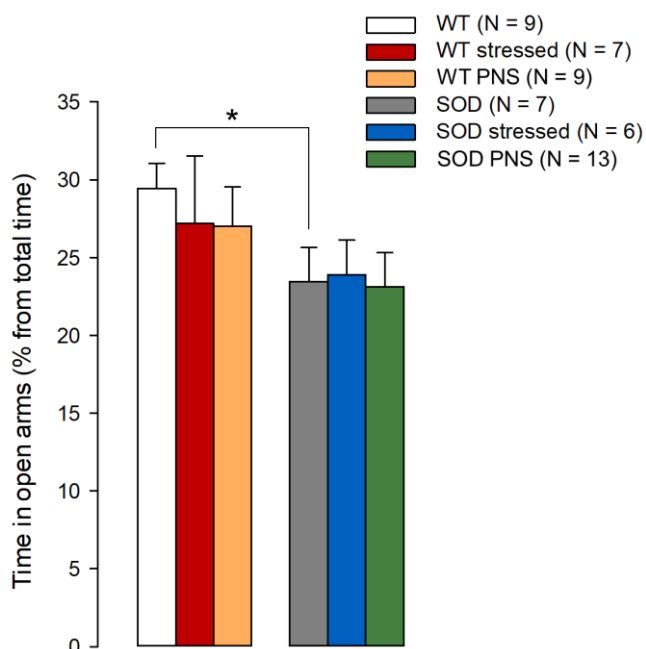 WT (N = 9)
WT stressed (N = 7)
WT PNS (N = 9)
SOD (N = 7)
SOD stressed (N = 6)
SOD PNS (N = 13)
*
Time in open arms (% from total time)
35
30
25
20
15
10
5
0